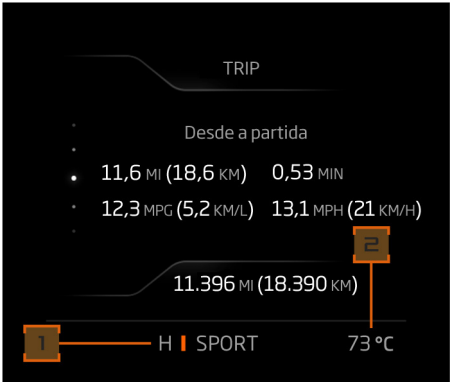 TRIP
Desde a partida
11,6 MI (18,6 KM) 0,53 MIN
12,3 MPG (5,2 KM/L) 13,1 MPH (21 KM/H)
2
11.396 MI (18.390 KM)
1 H SPORT 73 °C